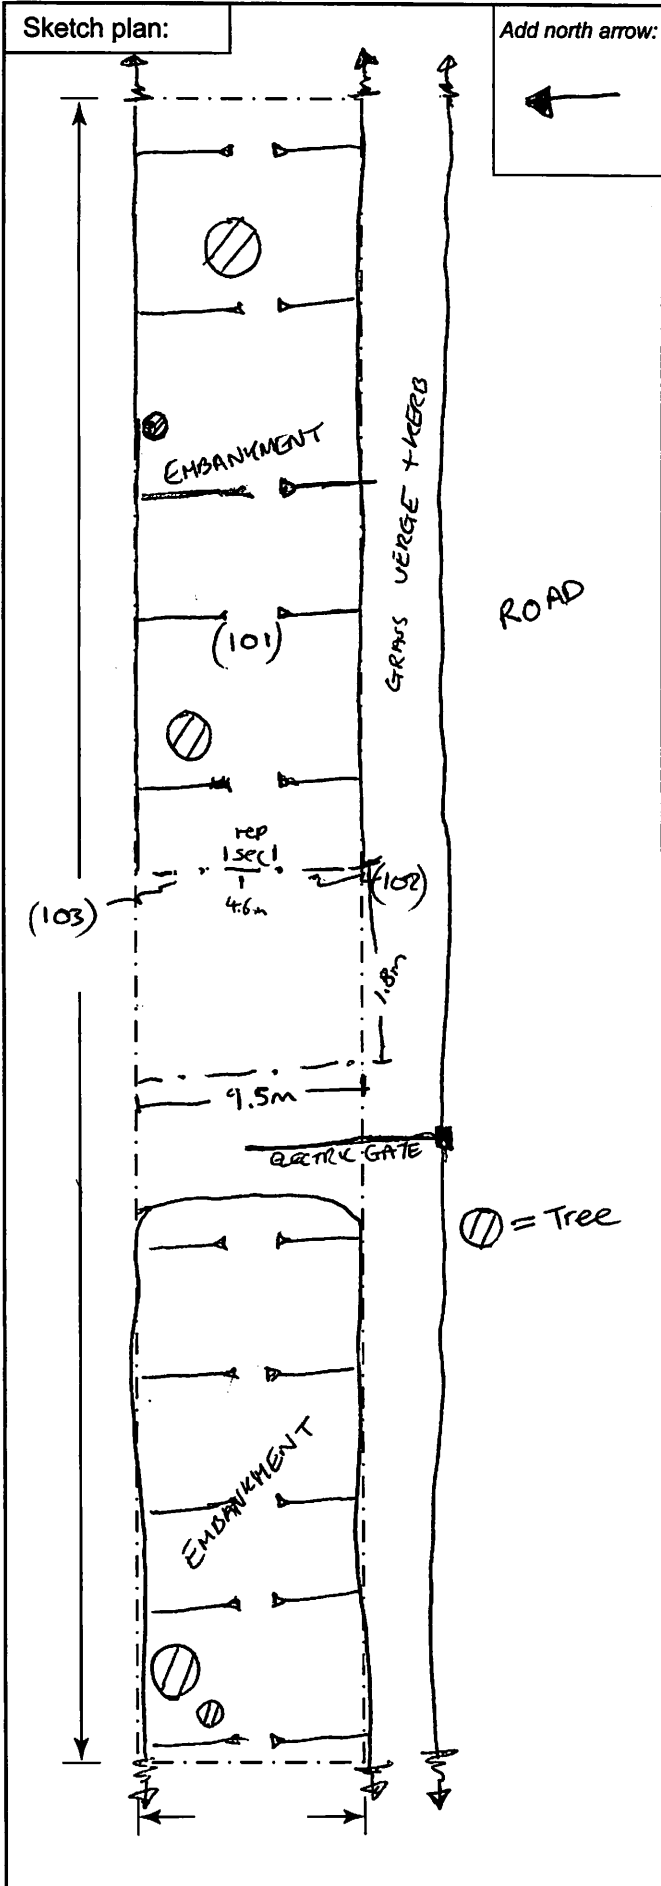 Sketch plan:
Add north arrow:
EMBANKMENT
GRASS VERGE + KERB
ROAD
(101)
rep
1 sec 1
4.6m
(102)
(103)
1.8m
9.5m
ELECTRIC GATE
= Tree
EMBANKMENT